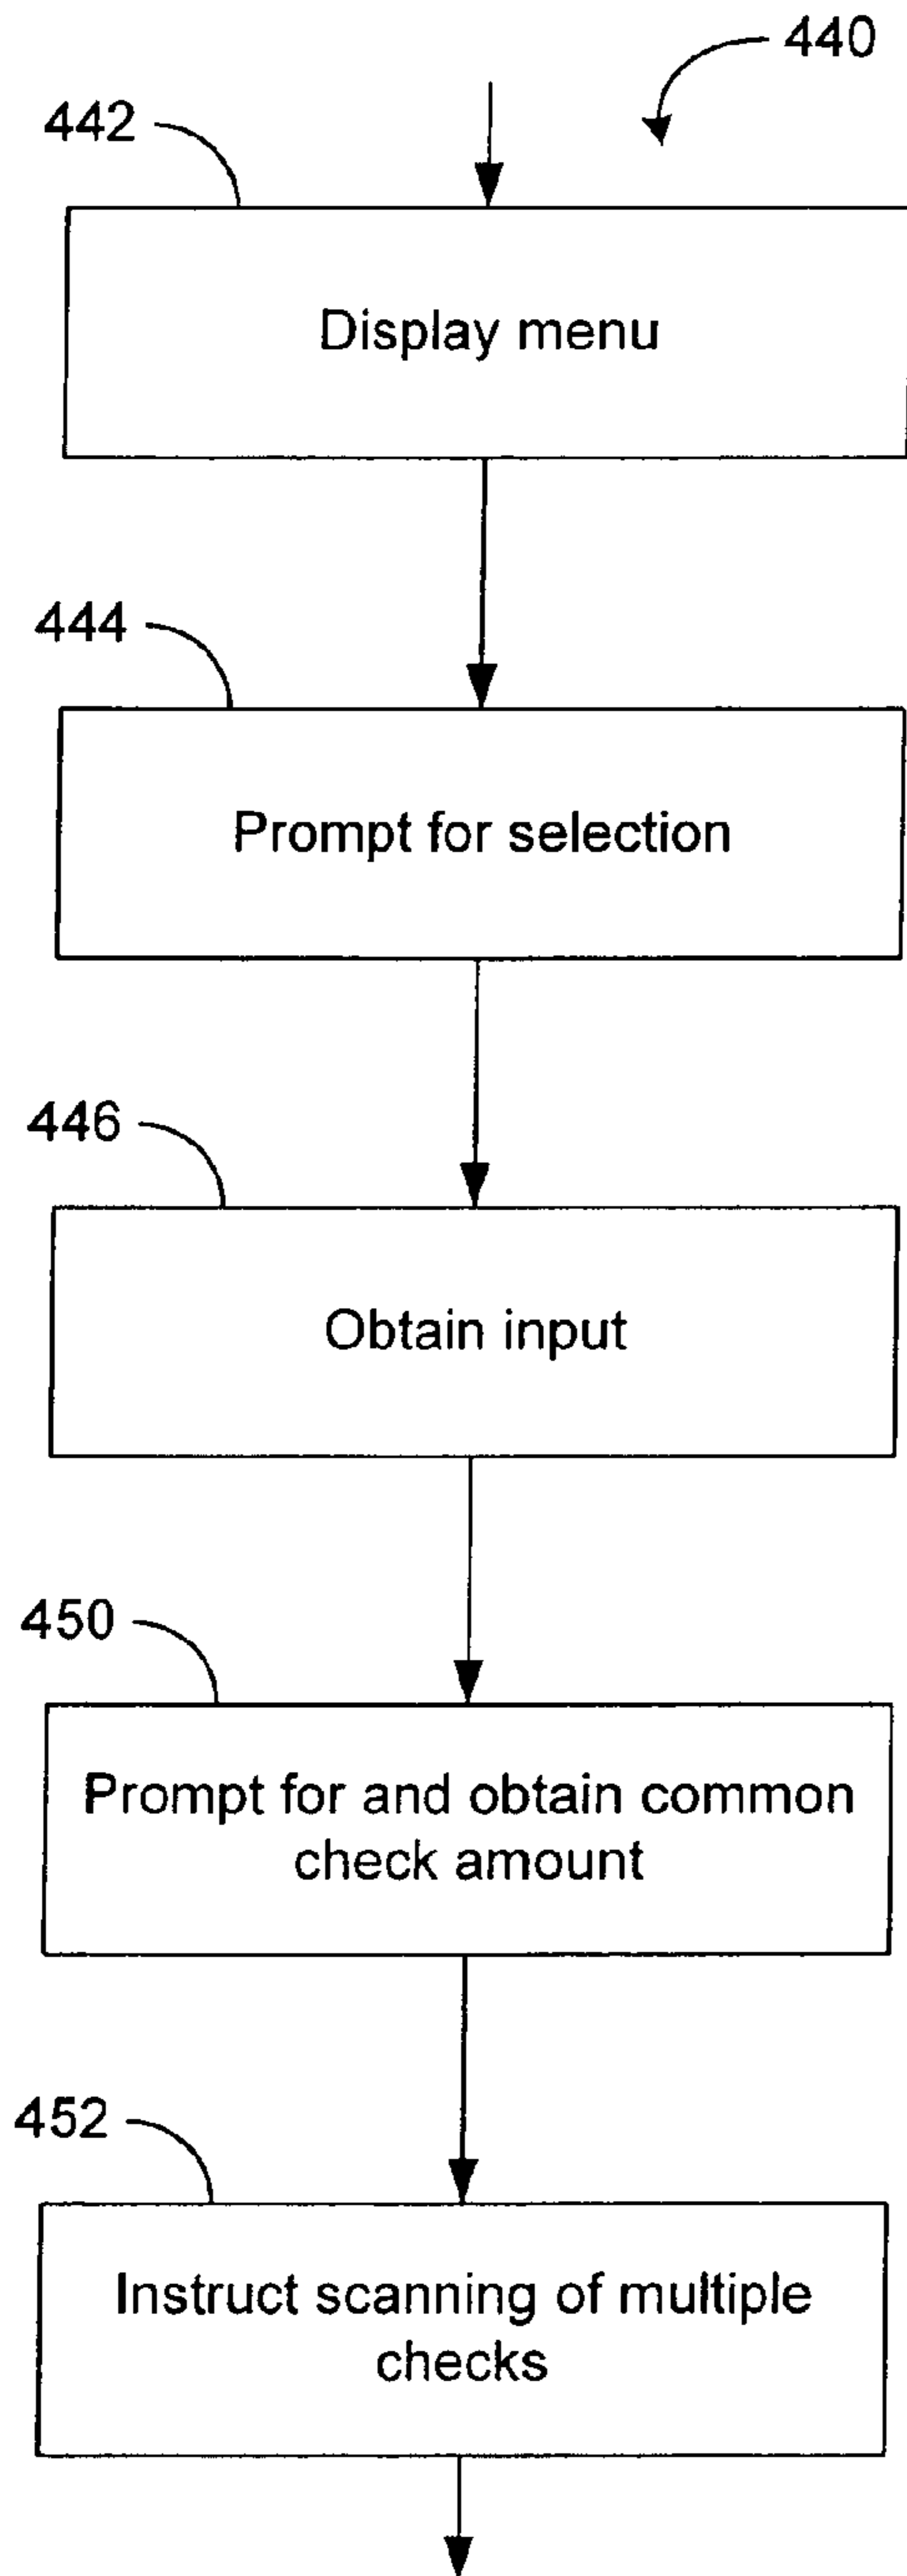 440
442
Display menu
444
Prompt for selection
446
Obtain input
450
Prompt for and obtain common
check amount
452
Instruct scanning of multiple
checks